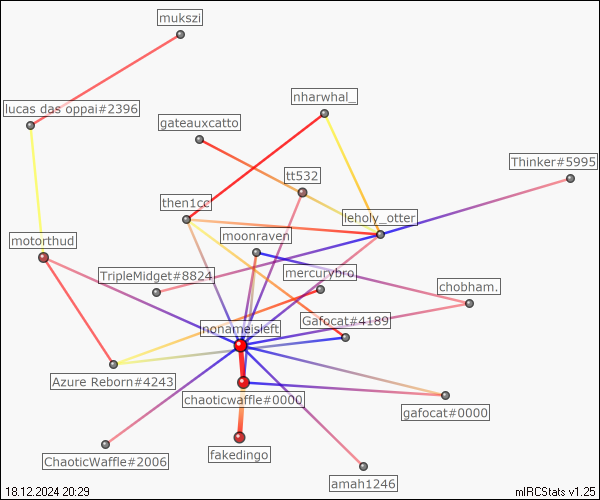 mukszi
lucas das oppai#2396
nharwhal_
gateauxcatto
Thinker#5995
tt532
then1cc
leholy_otter
moonraven
motorthud
TripleMidget#8824
mercurybro.
chobham.
Gafocat#4189
nonameisleft
Azure Reborn#4243
chaoticwaffle#0000
gafocat#0000
fakedingo
ChaoticWaffle#2006
amah1246
18.12.2024 20:29
mIRCStats v1.25